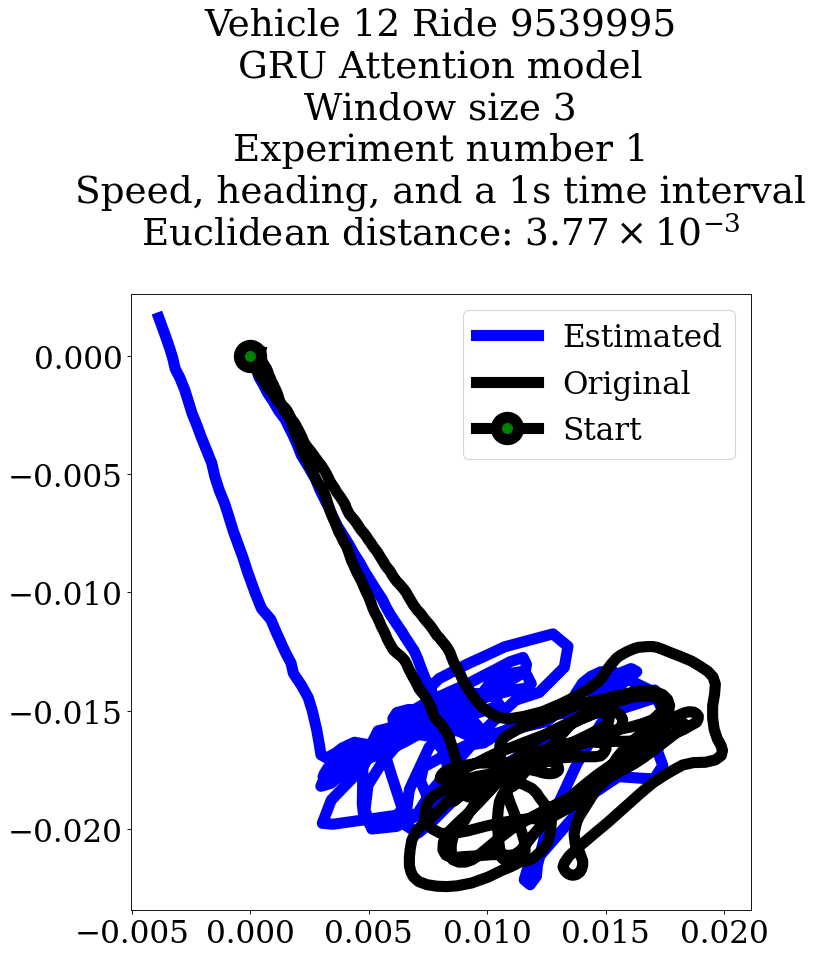 Vehicle 12 Ride 9539995
GRU Attention model
Window size 3
Experiment number 1
Speed, heading, and a 1s time interval
Euclidean distance: 3.77 × 10⁻³
Estimated
Original
Start
0.000
−0.005
−0.010
−0.015
−0.020
−0.005 0.000 0.005 0.010 0.015 0.020